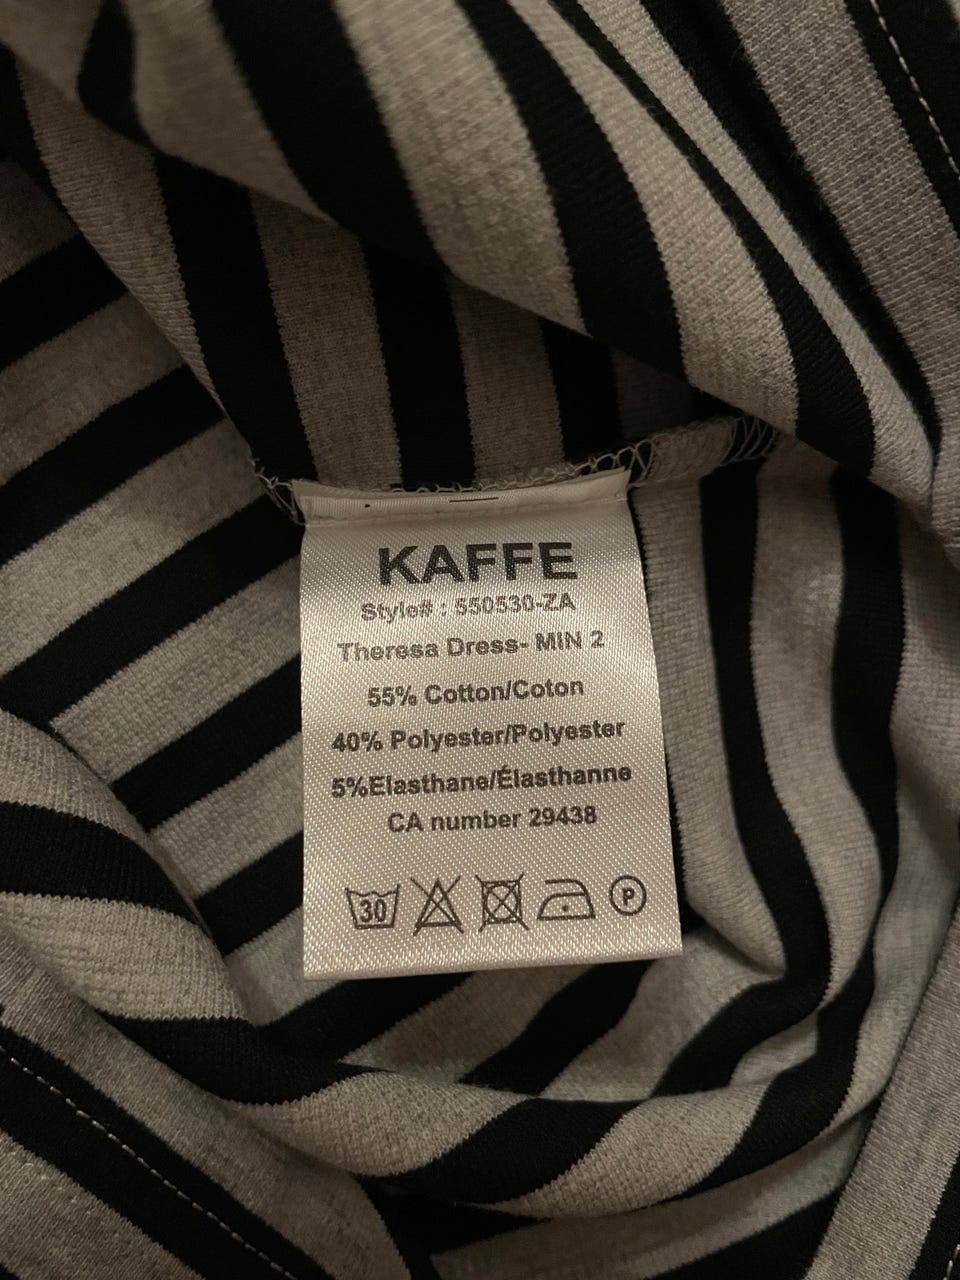 KAFFE
Style# : 550530-ZA
Theresa Dress- MIN 2
55% Cotton/Coton
40% Polyester/Polyester
5%Elasthane/Élasthanne
CA number 29438
30 P